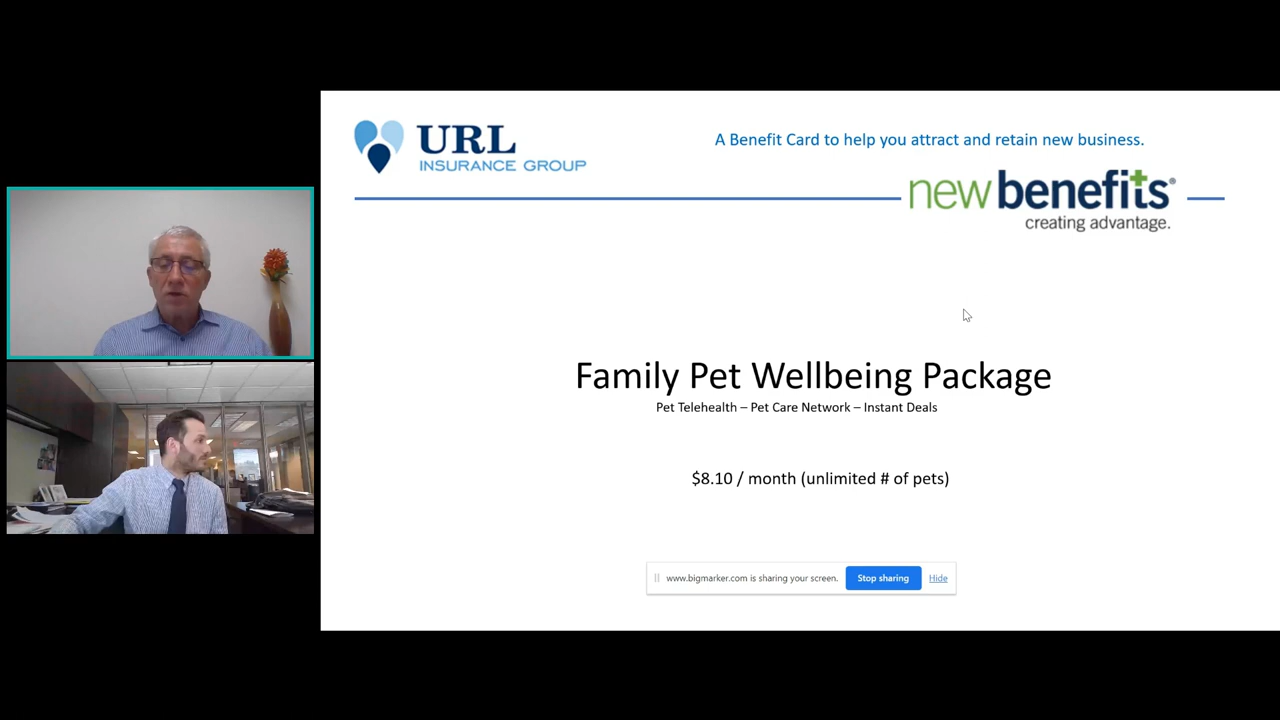 URL
INSURANCE GROUP
A Benefit Card to help you attract and retain new business.
newbenefits®
creating advantage.
Family Pet Wellbeing Package
Pet Telehealth – Pet Care Network – Instant Deals
$8.10 / month (unlimited # of pets)
www.bigmarker.com is sharing your screen.
Stop sharing
Hide